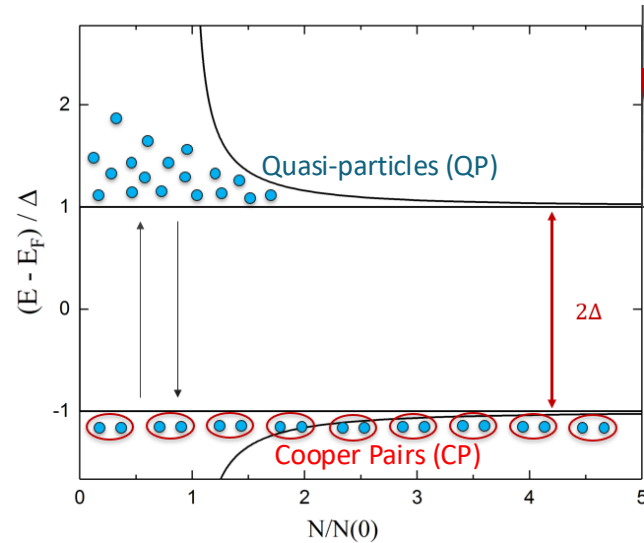 2
Quasi-particles (QP)
1
(E - E_F) / Δ
0
2Δ
-1
Cooper Pairs (CP)
0 1 2 3 4 5
N/N(0)